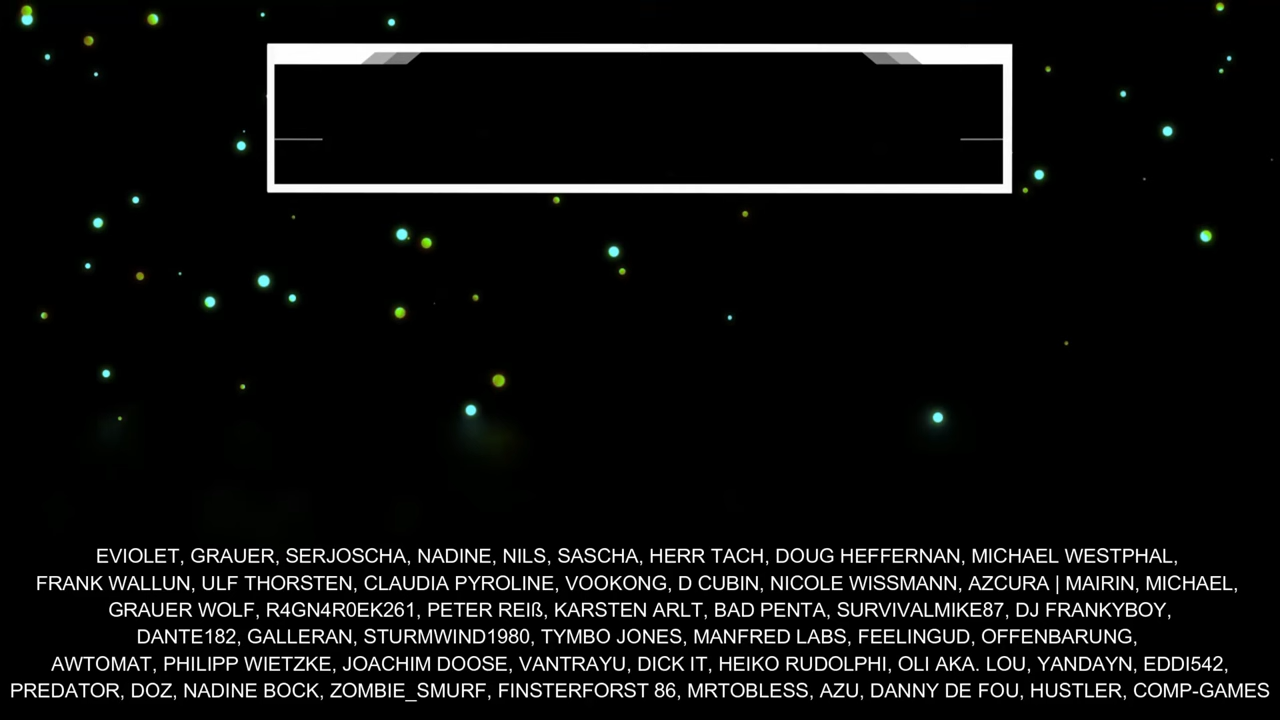 EVIOLET, GRAUER, SERJOSCHA, NADINE, NILS, SASCHA, HERR TACH, DOUG HEFFERNAN, MICHAEL WESTPHAL,
FRANK WALLUN, ULF THORSTEN, CLAUDIA PYROLINE, VOOKONG, D CUBIN, NICOLE WISSMANN, AZCURA | MAIRIN, MICHAEL,
GRAUER WOLF, R4GN4R0EK261, PETER REIß, KARSTEN ARLT, BAD PENTA, SURVIVALMIKE87, DJ FRANKYBOY,
DANTE182, GALLERAN, STURMWIND1980, TYMBO JONES, MANFRED LABS, FEELINGUD, OFFENBARUNG,
AWTOMAT, PHILIPP WIETZKE, JOACHIM DOOSE, VANTRAYU, DICK IT, HEIKO RUDOLPHI, OLI AKA. LOU, YANDAYN, EDDI542,
PREDATOR, DOZ, NADINE BOCK, ZOMBIE_SMURF, FINSTERFORST 86, MRTOBLESS, AZU, DANNY DE FOU, HUSTLER, COMP-GAMES